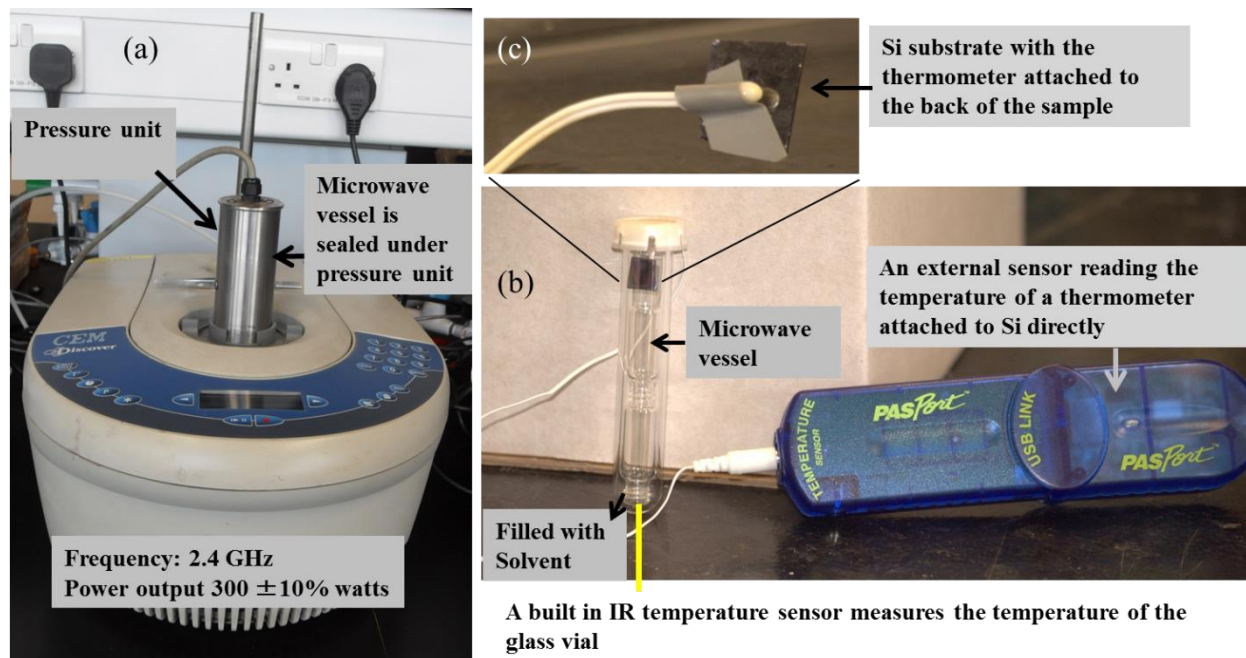 (a)
Pressure unit
Microwave
vessel is
sealed under
pressure unit
CEM
Discover
Frequency: 2.4 GHz
Power output 300 ±10% watts
(c)
Si substrate with the
thermometer attached to
the back of the sample
(b)
An external sensor reading the
temperature of a thermometer
attached to Si directly
Microwave
vessel
TEMPERATURE
SENSOR
PASPORT™
USB LINK
PASPORT™
Filled with
Solvent
A built in IR temperature sensor measures the temperature of the
glass vial